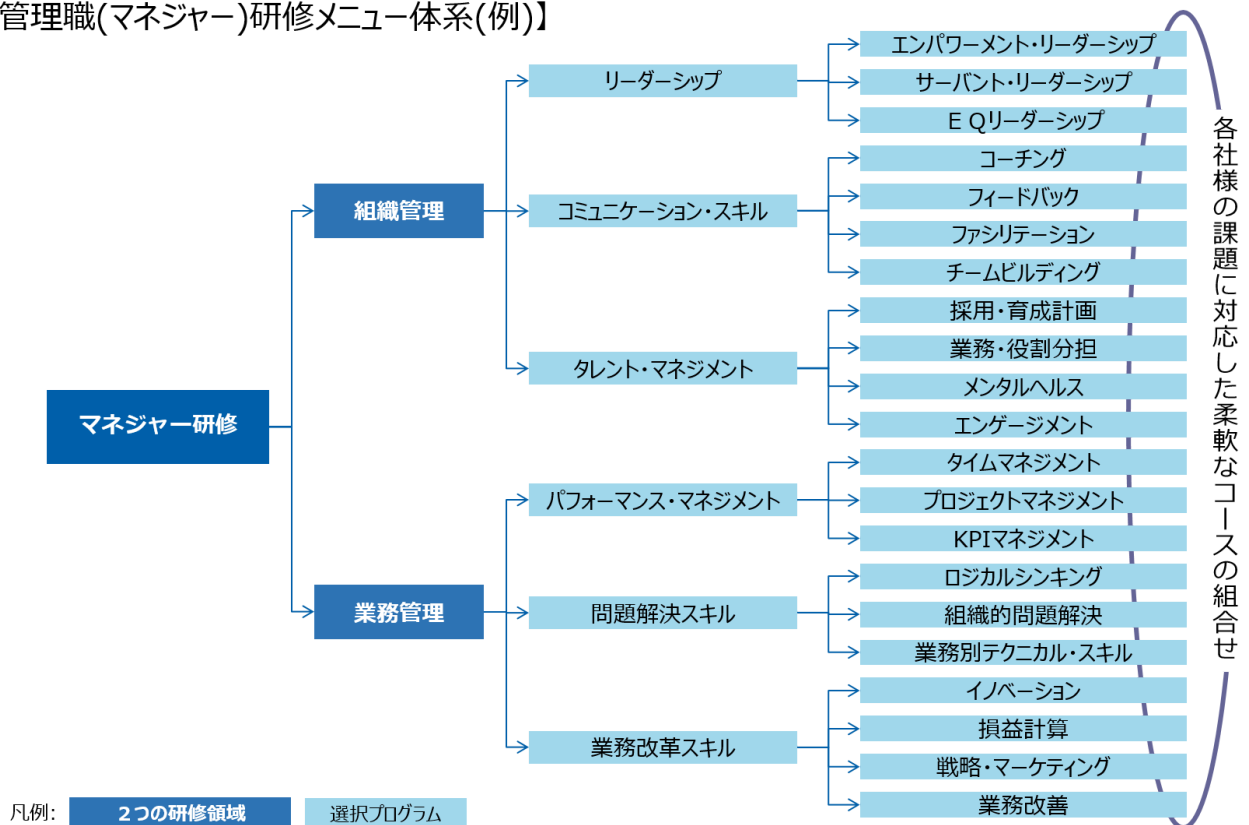 管理職(マネジャー)研修メニュー体系(例)】
マネジャー研修
組織管理
リーダーシップ
エンパワーメント・リーダーシップ
サーバント・リーダーシップ
ＥＱリーダーシップ
コミュニケーション・スキル
コーチング
フィードバック
ファシリテーション
チームビルディング
タレント・マネジメント
採用・育成計画
業務・役割分担
メンタルヘルス
エンゲージメント
業務管理
パフォーマンス・マネジメント
タイムマネジメント
プロジェクトマネジメント
KPIマネジメント
問題解決スキル
ロジカルシンキング
組織的問題解決
業務別テクニカル・スキル
業務改革スキル
イノベーション
損益計算
戦略・マーケティング
業務改善
各社様の課題に対応した柔軟なコースの組合せ
凡例:
２つの研修領域
選択プログラム